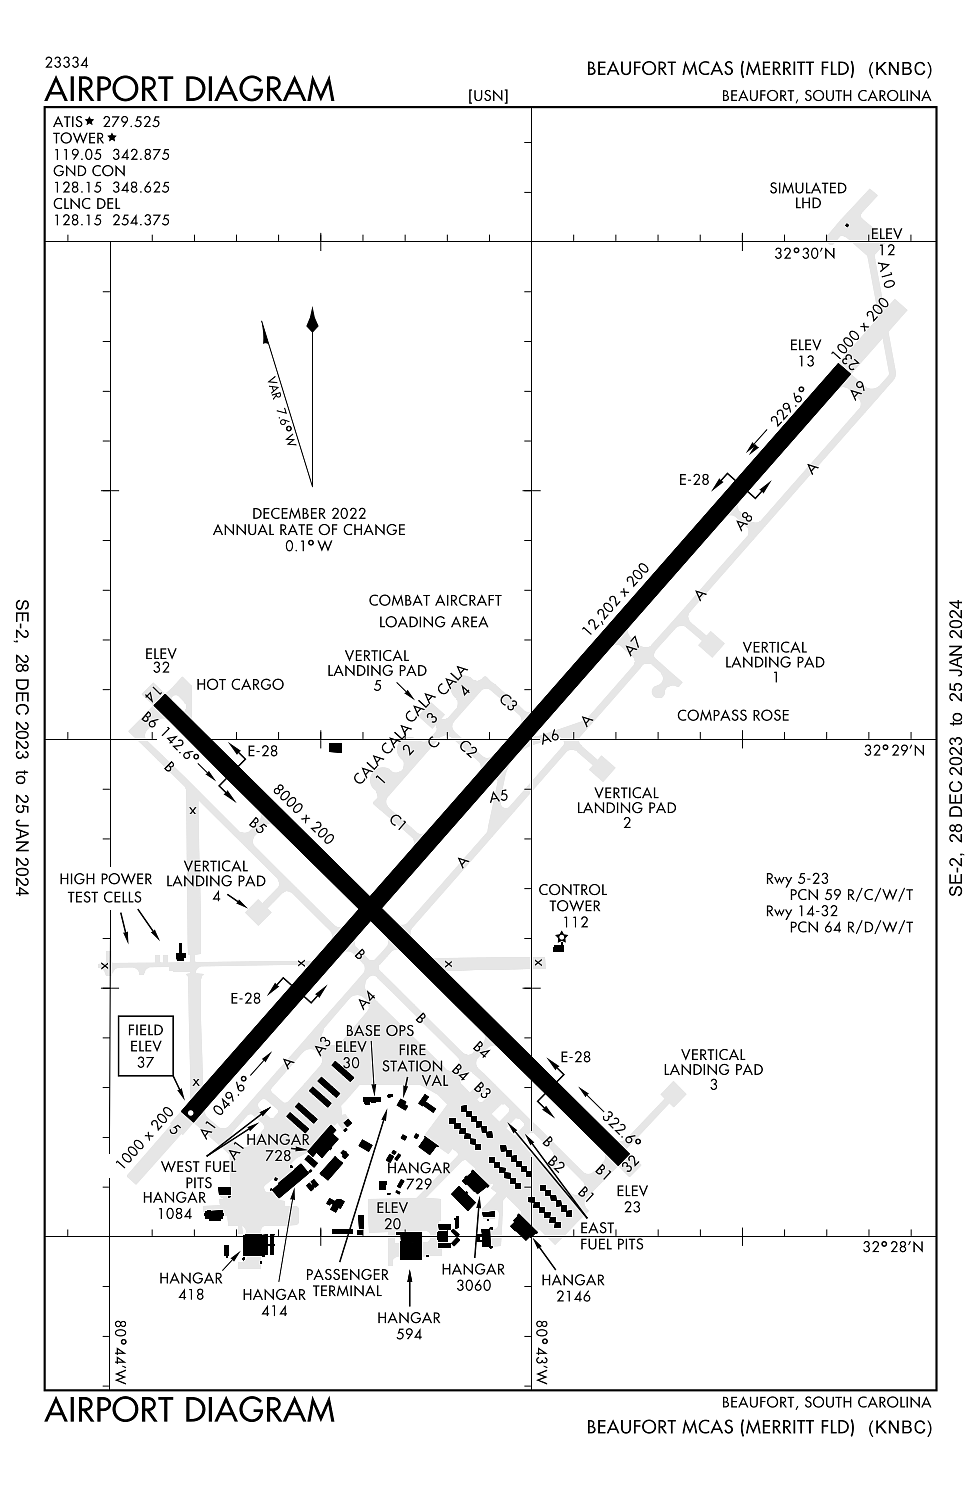 23334
AIRPORT DIAGRAM
[USN]
BEAUFORT MCAS (MERRITT FLD) (KNBC)
BEAUFORT, SOUTH CAROLINA
ATIS★ 279.525
TOWER★
119.05 342.875
GND CON
128.15 348.625
CLNC DEL
128.15 254.375
SIMULATED
LHD
ELEV
12
32°30'N
A10
1000 x 200
ELEV
13
23
A9
229.6°
VAR 7.6° W
A
E-28
A8
DECEMBER 2022
ANNUAL RATE OF CHANGE
0.1° W
12,202 x 200
A
COMBAT AIRCRAFT
LOADING AREA
A7
VERTICAL
LANDING PAD
1
VERTICAL
LANDING PAD
5
ELEV
32
HOT CARGO
14
CALA
1
CALA
2
CALA
3
CALA
4
C3
COMPASS ROSE
A
B6
142.6°
E-28
C
C2
A6
32°29'N
B
8000 x 200
A5
VERTICAL
LANDING PAD
2
x
B5
C1
A
HIGH POWER
TEST CELLS
VERTICAL
LANDING PAD
4
CONTROL
TOWER
112
Rwy 5-23
PCN 59 R/C/W/T
Rwy 14-32
PCN 64 R/D/W/T
x
x
B
x
x
E-28
A4
FIELD
ELEV
37
B
BASE OPS
A3
ELEV
30
FIRE
STATION
VAL
B4
E-28
VERTICAL
LANDING PAD
3
A
x
049.6°
B4
B3
1000 x 200
5
A1
A1
322.6°
HANGAR
728
B
B2
B1
32
WEST FUEL
PITS
HANGAR
729
B1
ELEV
23
HANGAR
1084
ELEV
20
EAST
FUEL PITS
32°28'N
HANGAR
418
HANGAR
414
PASSENGER
TERMINAL
HANGAR
3060
HANGAR
2146
HANGAR
594
80°44'W
80°43'W
SE-2, 28 DEC 2023 to 25 JAN 2024
SE-2, 28 DEC 2023 to 25 JAN 2024
AIRPORT DIAGRAM
BEAUFORT, SOUTH CAROLINA
BEAUFORT MCAS (MERRITT FLD) (KNBC)